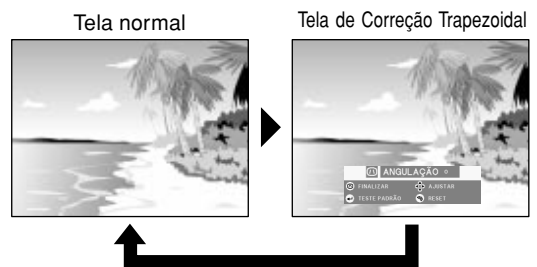 Tela normal
Tela de Correção Trapezoidal
ANGULAÇÃO
FINALIZAR AJUSTAR
TESTE PADRÃO RESET